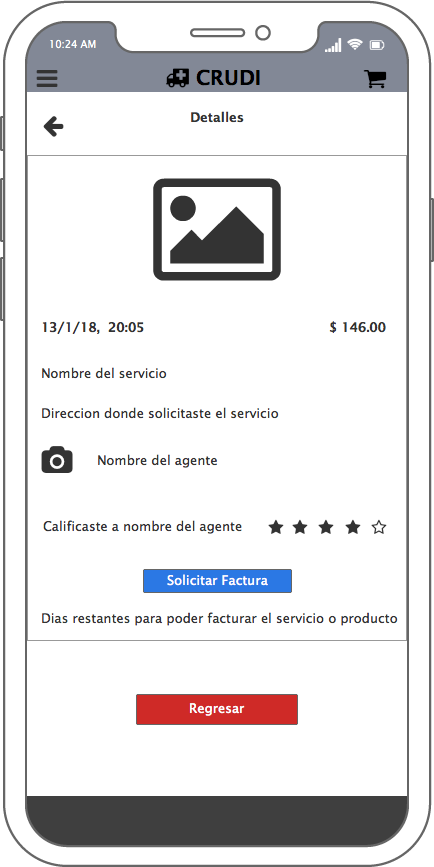 10:24 AM
CRUDI
Detalles
13/1/18, 20:05
$ 146.00
Nombre del servicio
Direccion donde solicitaste el servicio
Nombre del agente
Calificaste a nombre del agente
Solicitar Factura
Dias restantes para poder facturar el servicio o producto
Regresar